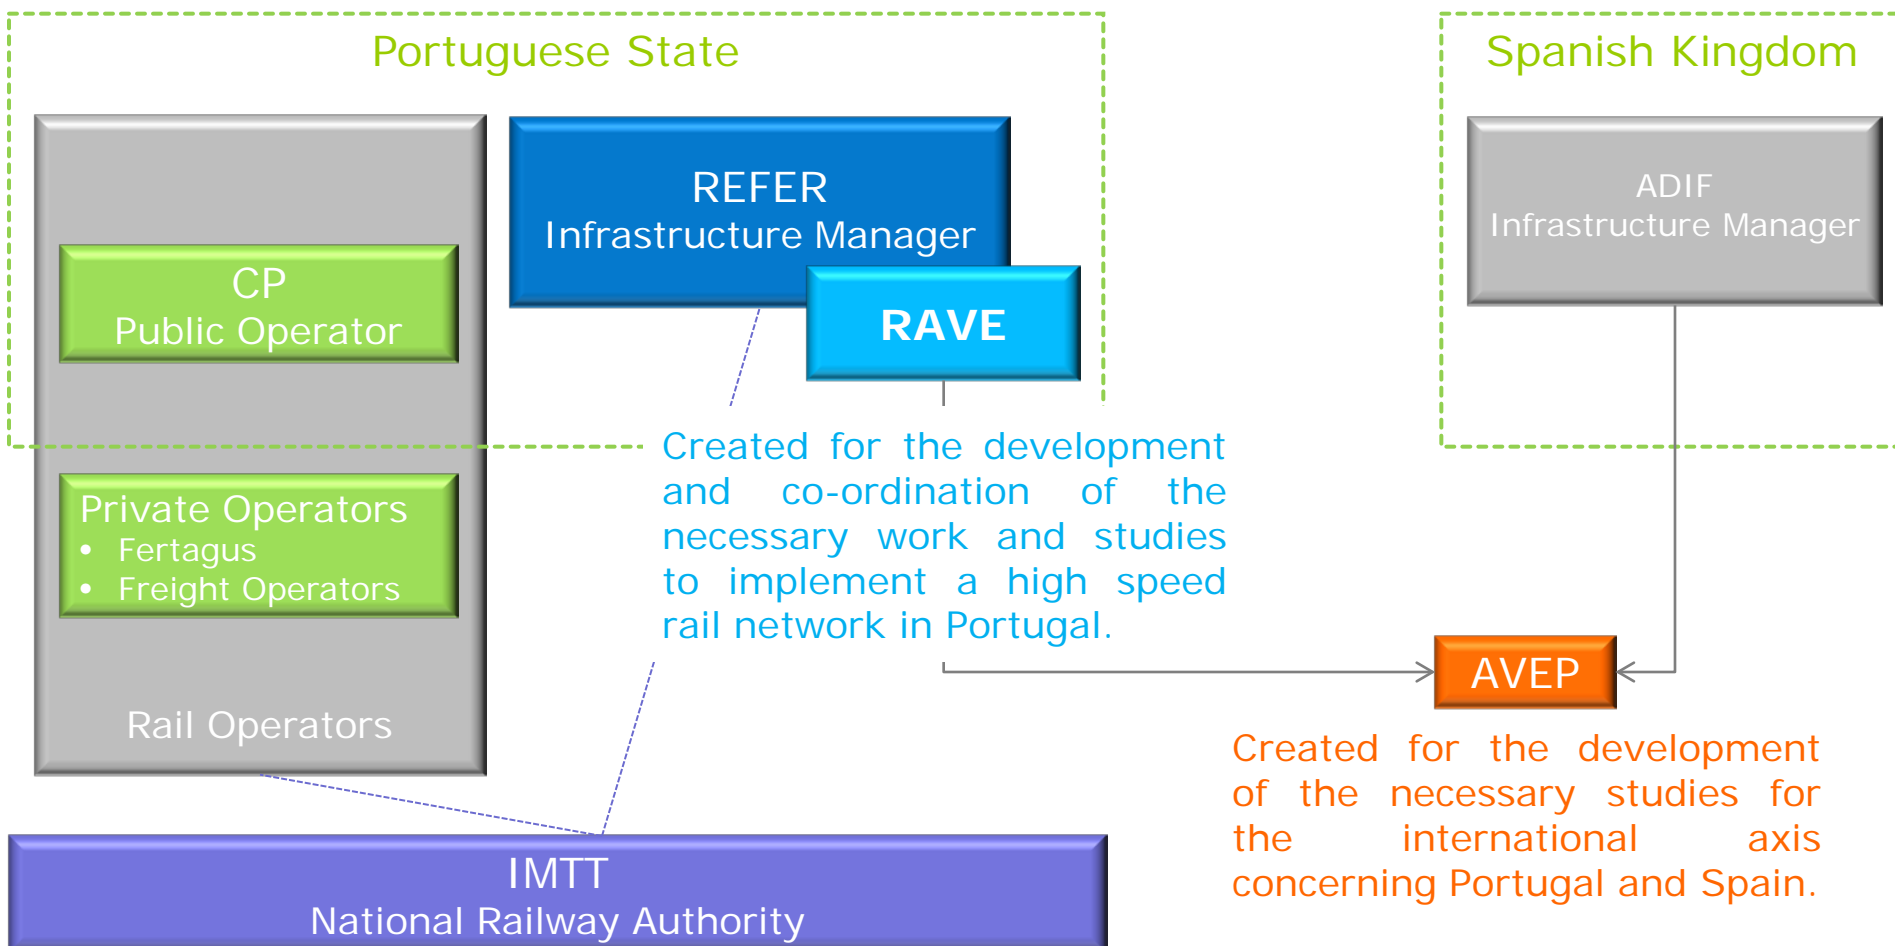 Portuguese State
Spanish Kingdom
REFER
Infrastructure Manager
ADIF
Infrastructure Manager
CP
Public Operator
RAVE
Created for the development
and co-ordination of the
necessary work and studies
to implement a high speed
rail network in Portugal.
Private Operators
• Fertagus
• Freight Operators
Rail Operators
AVEP
Created for the development
of the necessary studies for
the international axis
concerning Portugal and Spain.
IMTT
National Railway Authority